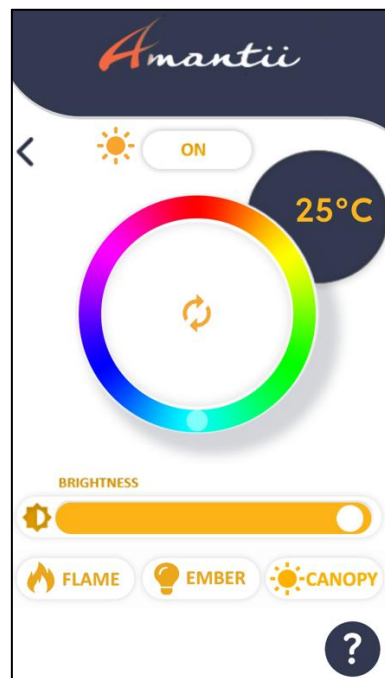 Amantii
ON
25°C
BRIGHTNESS
FLAME EMBER CANOPY
?